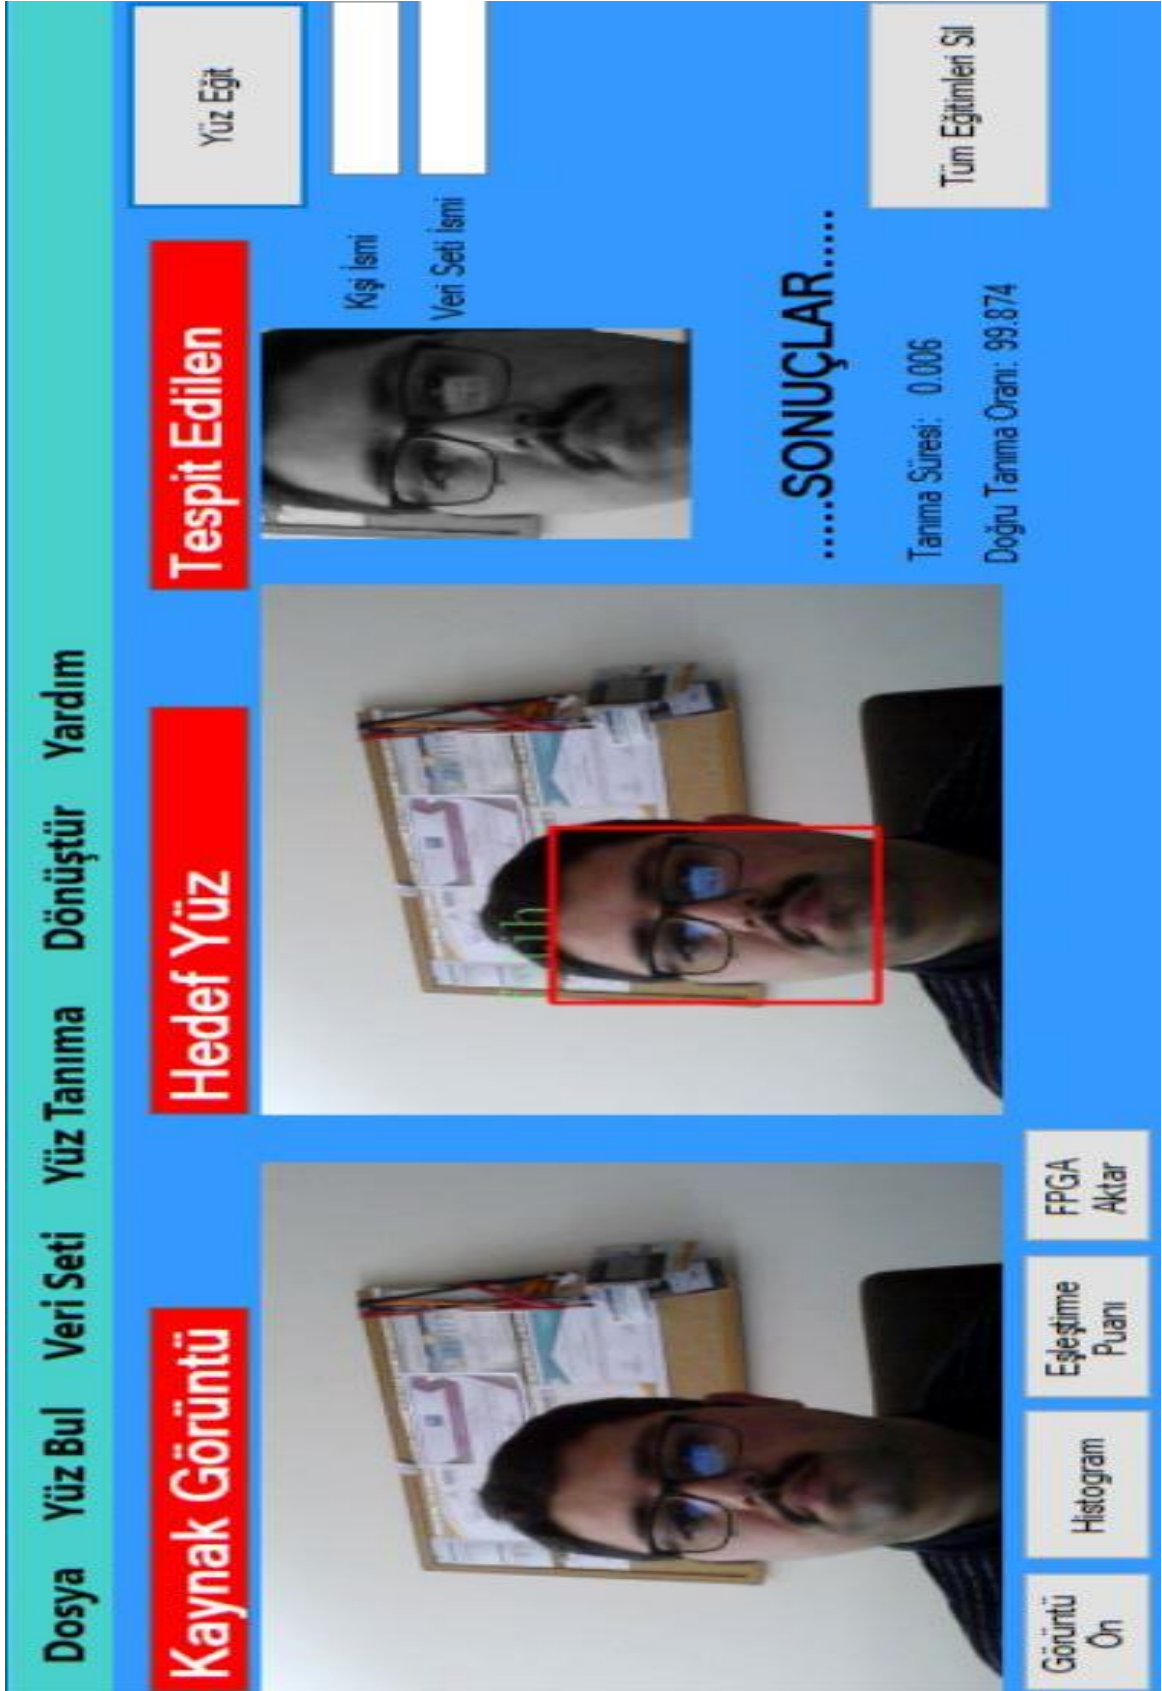 Dosya Yüz Bul Veri Seti Yüz Tanıma Dönüştür Yardım
Kaynak Görüntü
Hedef Yüz
Tespit Edilen
Yüz Eğit
Kişi İsmi
Veri Seti İsmi
.....SONUÇLAR.....
Tanıma Süresi: 0.006
Doğru Tanıma Oranı: 99.874
Tüm Eğitimleri Sil
Görüntü
Ön
Histogram
Eşleştirme
Puanı
FPGA
Aktar